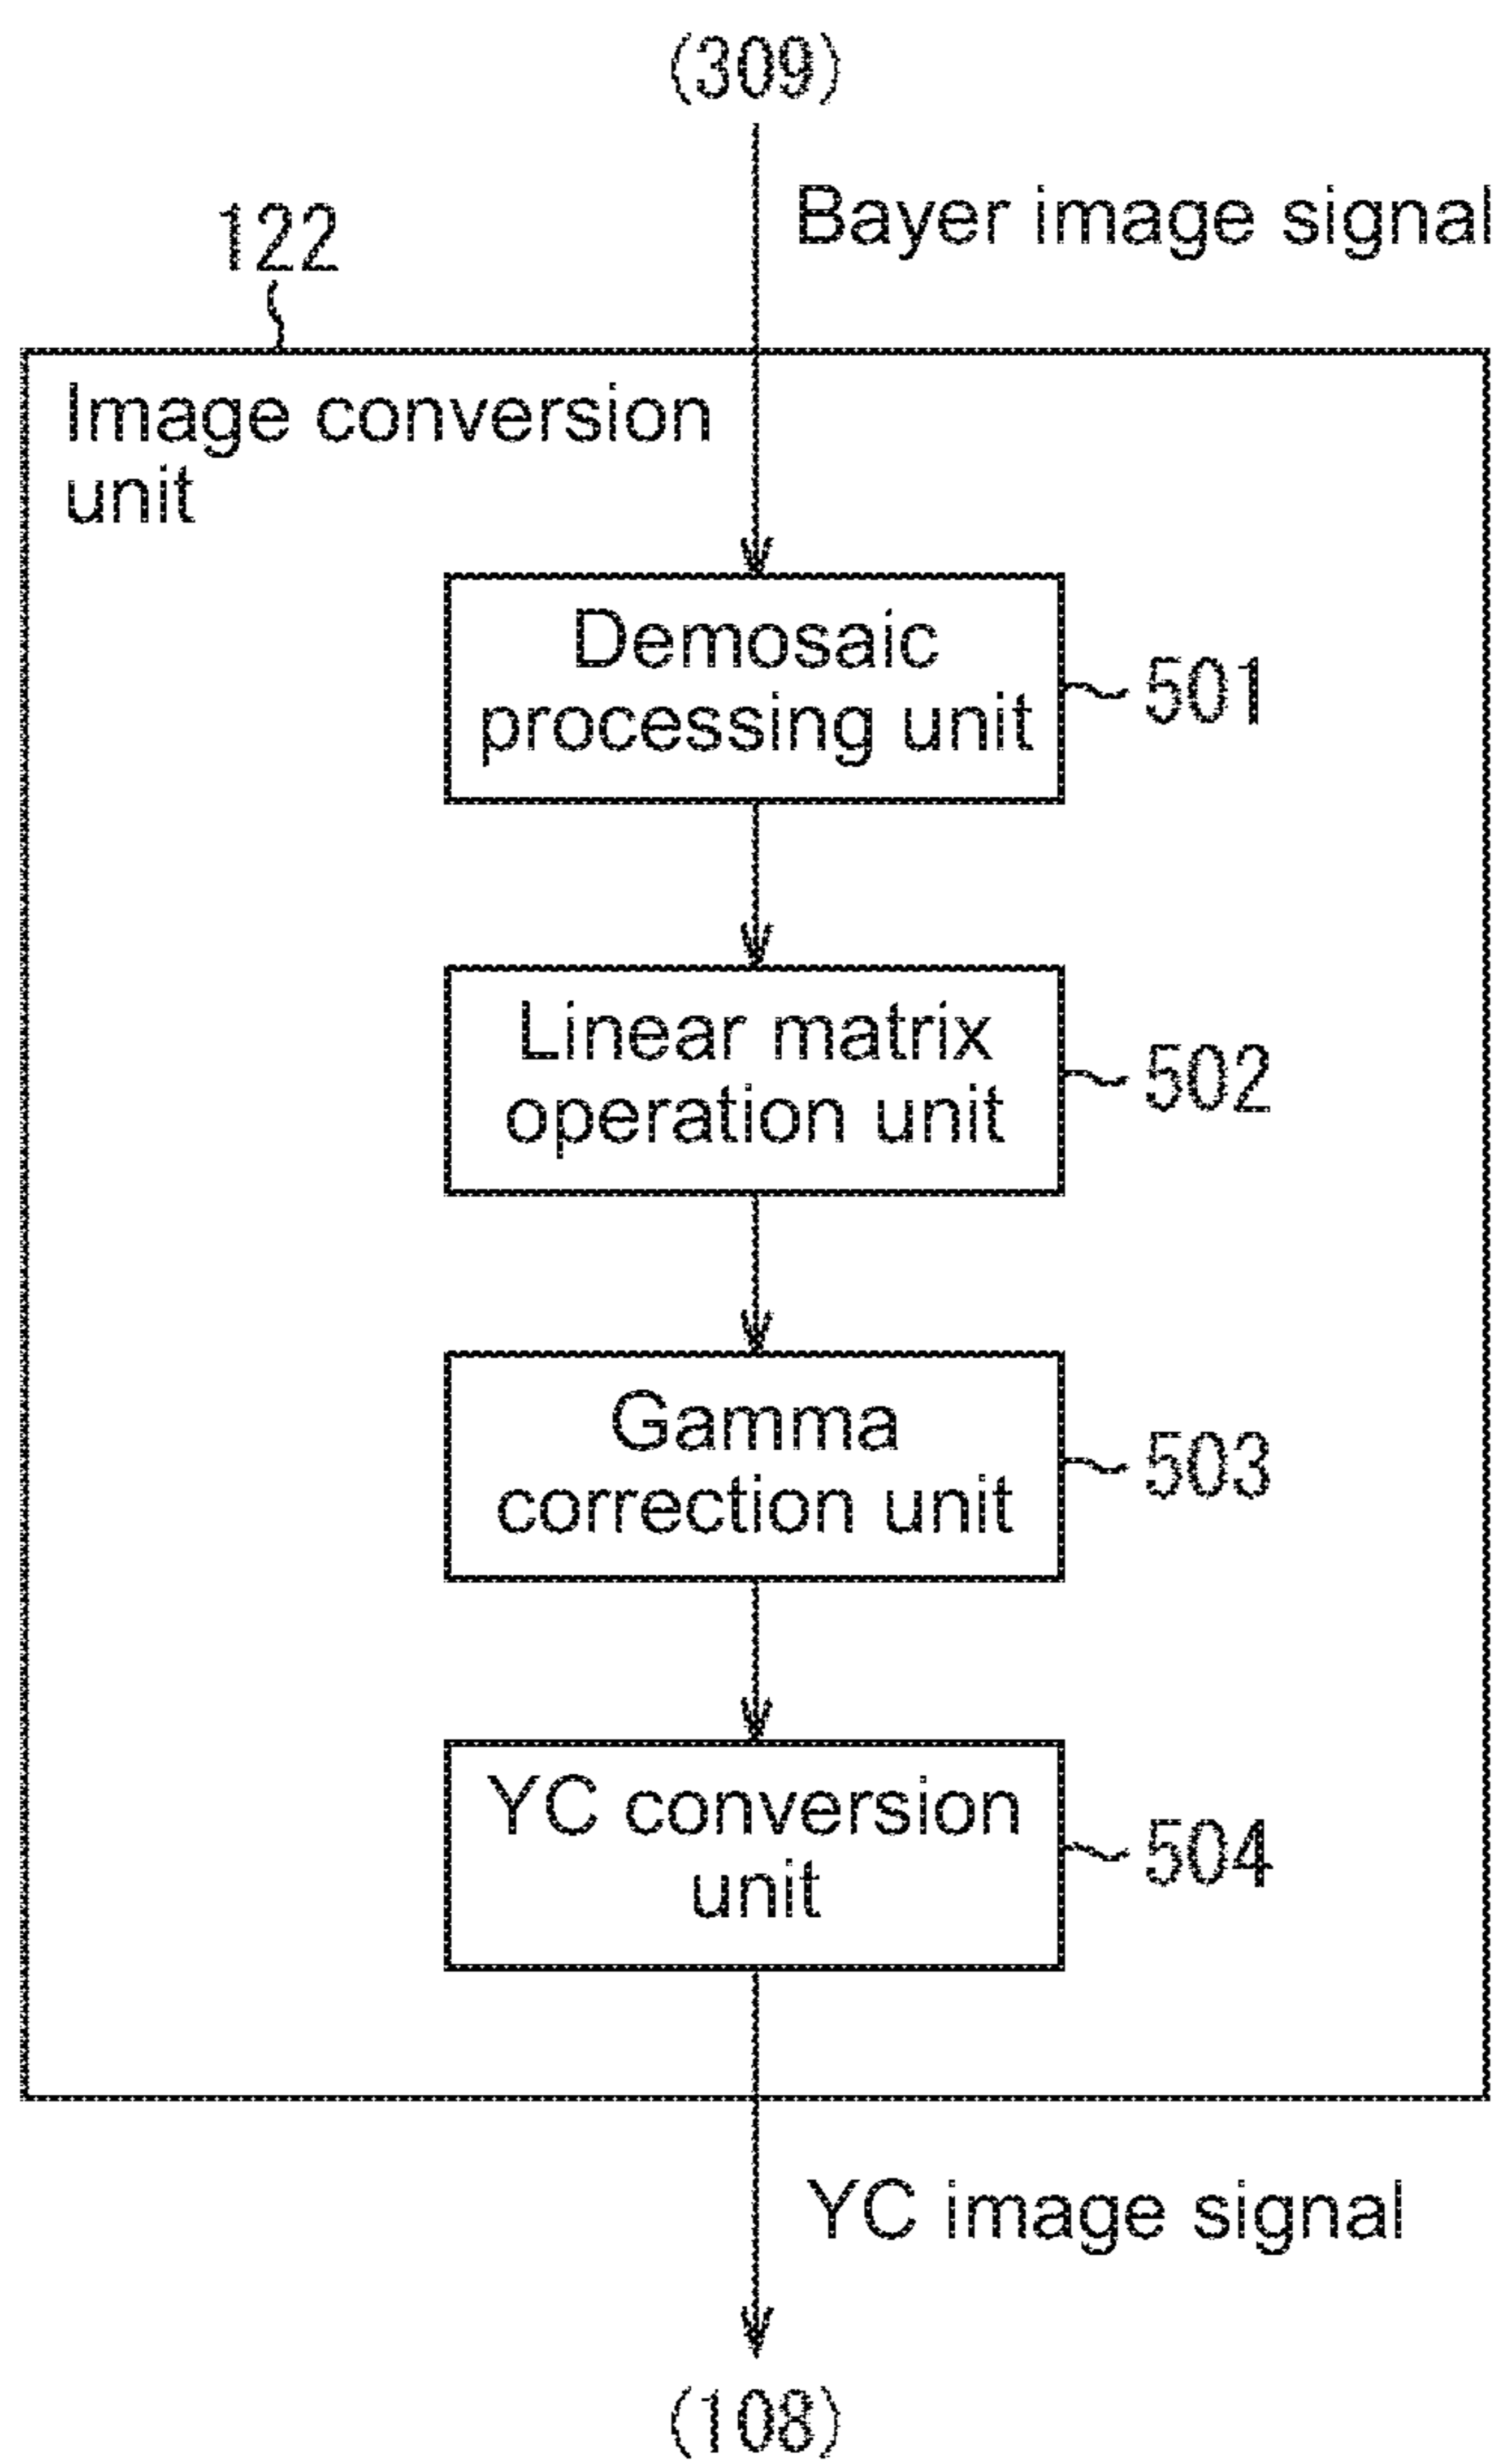 (309)
Bayer image signal
122
Image conversion
unit
Demosaic
processing unit
501
Linear matrix
operation unit
502
Gamma
correction unit
503
YC conversion
unit
504
YC image signal
(108)